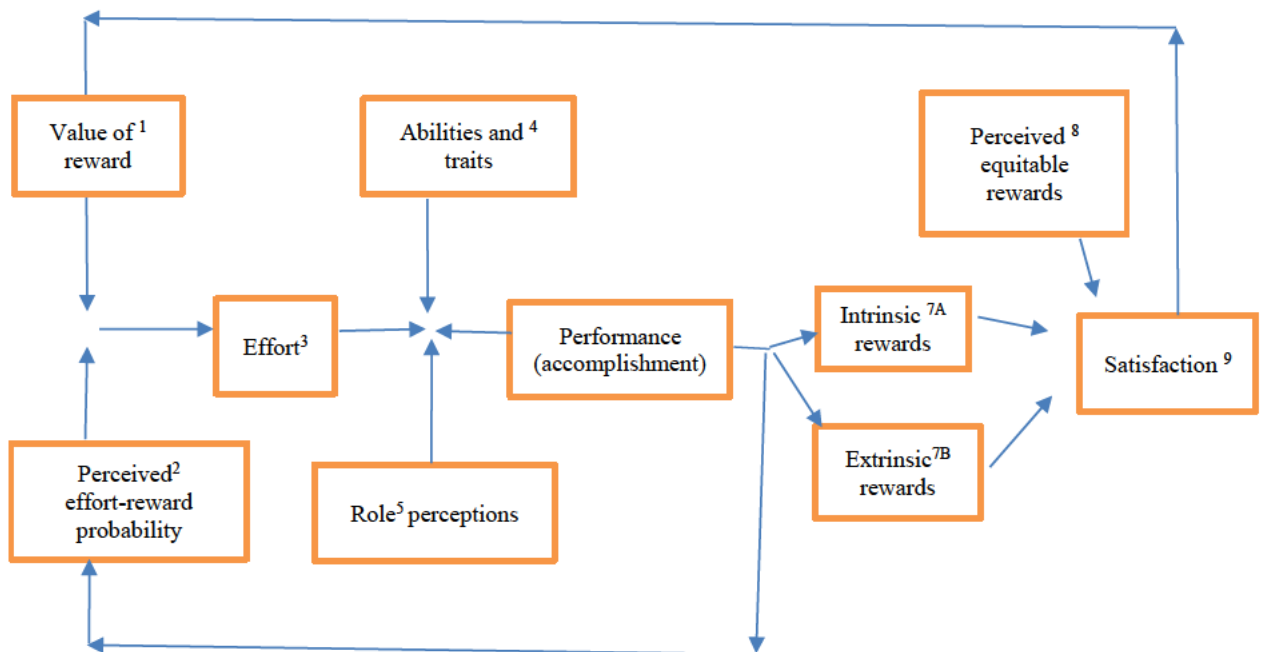 Value of 1
reward
Abilities and 4
traits
Perceived 8
equitable
rewards
Effort3
Performance
(accomplishment)
Intrinsic 7A
rewards
Satisfaction 9
Perceived2
effort-reward
probability
Role5 perceptions
Extrinsic7B
rewards